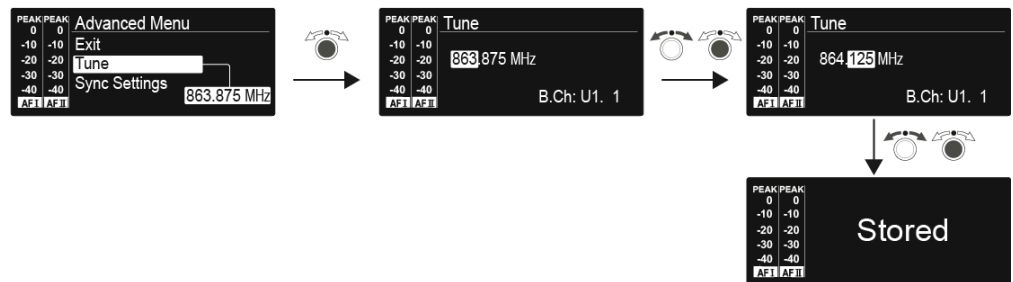 PEAK PEAK
0 0
-10 -10
-20 -20
-30 -30
-40 -40
AF I AF II
Advanced Menu
Exit
Tune
Sync Settings
863.875 MHz
PEAK PEAK
0 0
-10 -10
-20 -20
-30 -30
-40 -40
AF I AF II
Tune
863.875 MHz
B.Ch: U1. 1
PEAK PEAK
0 0
-10 -10
-20 -20
-30 -30
-40 -40
AF I AF II
Tune
864.125 MHz
B.Ch: U1. 1
PEAK PEAK
0 0
-10 -10
-20 -20
-30 -30
-40 -40
AF I AF II
Stored